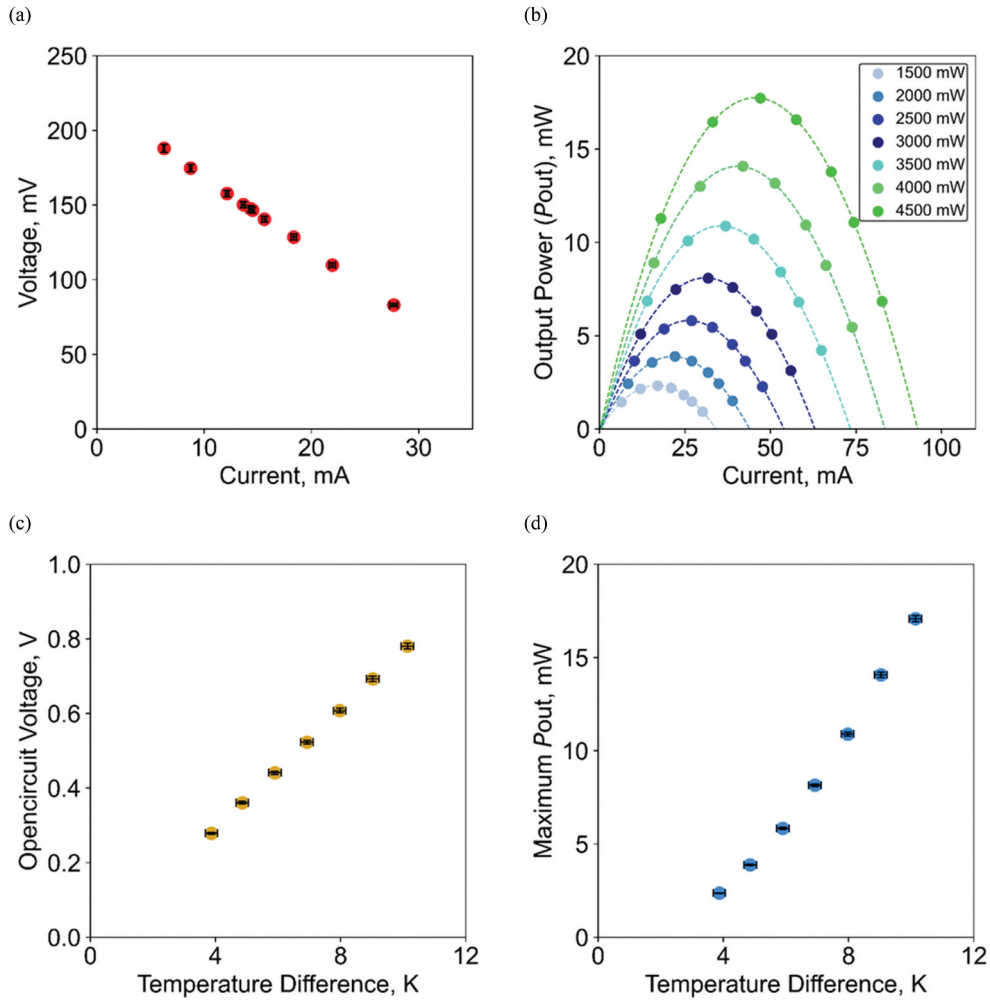 (a)
250
200
150
100
50
0
Voltage, mV
0 10 20 30
Current, mA
(b)
20
15
10
5
0
Output Power (Pout), mW
1500 mW
2000 mW
2500 mW
3000 mW
3500 mW
4000 mW
4500 mW
0 25 50 75 100
Current, mA
(c)
1.0
0.8
0.6
0.4
0.2
0.0
Opencircuit Voltage, V
0 4 8 12
Temperature Difference, K
(d)
20
15
10
5
0
Maximum Pout, mW
0 4 8 12
Temperature Difference, K